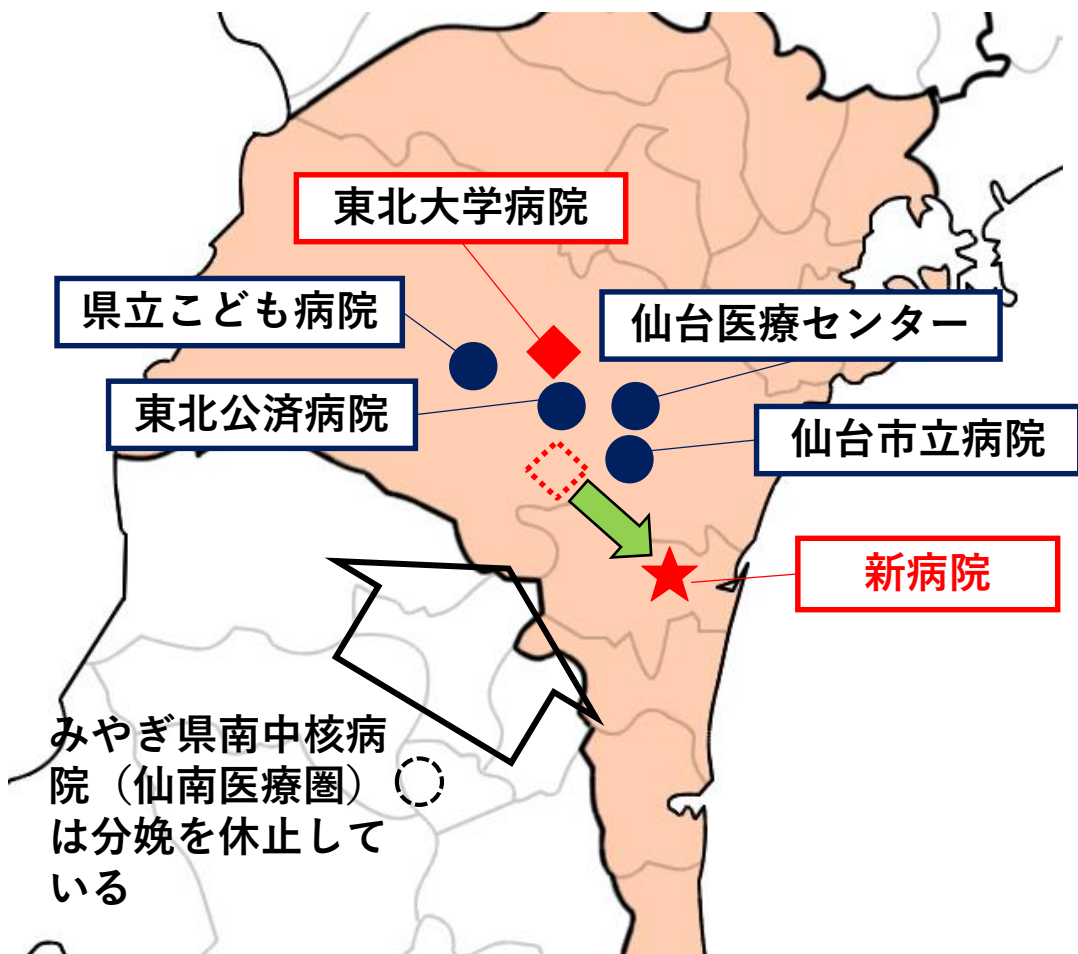 東北大学病院
県立こども病院
仙台医療センター
東北公済病院
仙台市立病院
新病院
みやぎ県南中核病
院（仙南医療圏）
は分娩を休止して
いる